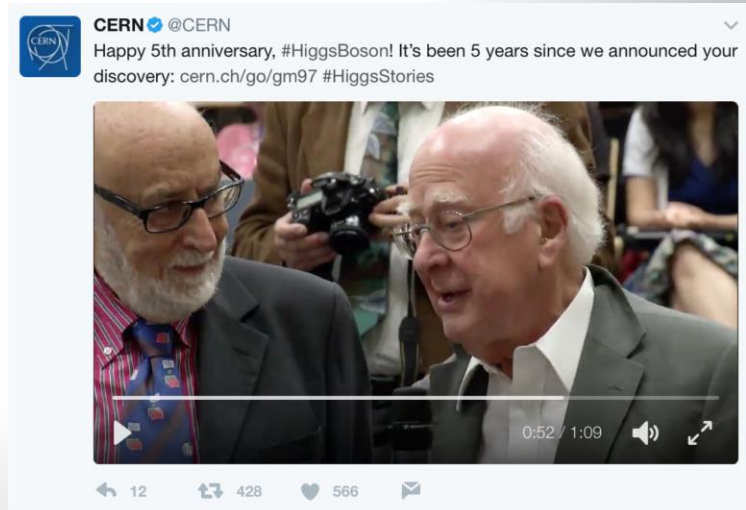 CERN
CERN @CERN
Happy 5th anniversary, #HiggsBoson! It’s been 5 years since we announced your
discovery: cern.ch/go/gm97 #HiggsStories
0:52 / 1:09
12 428 566